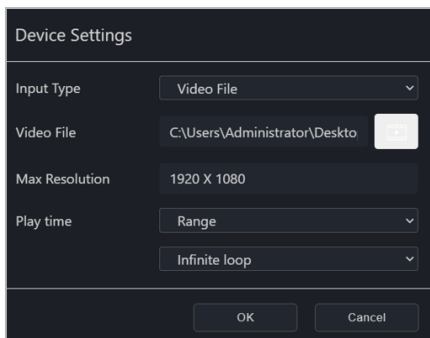 Device Settings
Input Type Video File
Video File C:\Users\Administrator\Deskto
Max Resolution 1920 X 1080
Play time Range
Infinite loop
OK Cancel